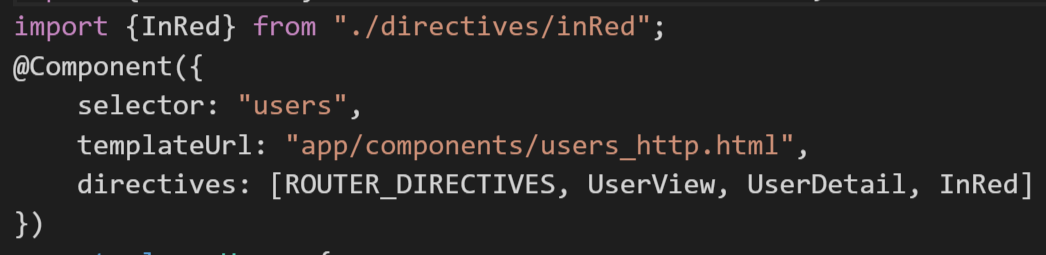 import {InRed} from "./directives/inRed";
@Component({
    selector: "users",
    templateUrl: "app/components/users_http.html",
    directives: [ROUTER_DIRECTIVES, UserView, UserDetail, InRed]
})